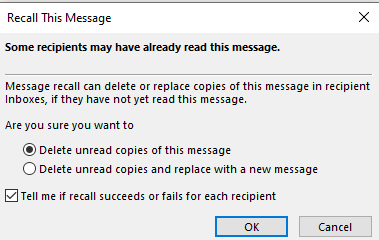 Recall This Message
Some recipients may have already read this message.
Message recall can delete or replace copies of this message in recipient
Inboxes, if they have not yet read this message.
Are you sure you want to
Delete unread copies of this message
Delete unread copies and replace with a new message
Tell me if recall succeeds or fails for each recipient
OK Cancel